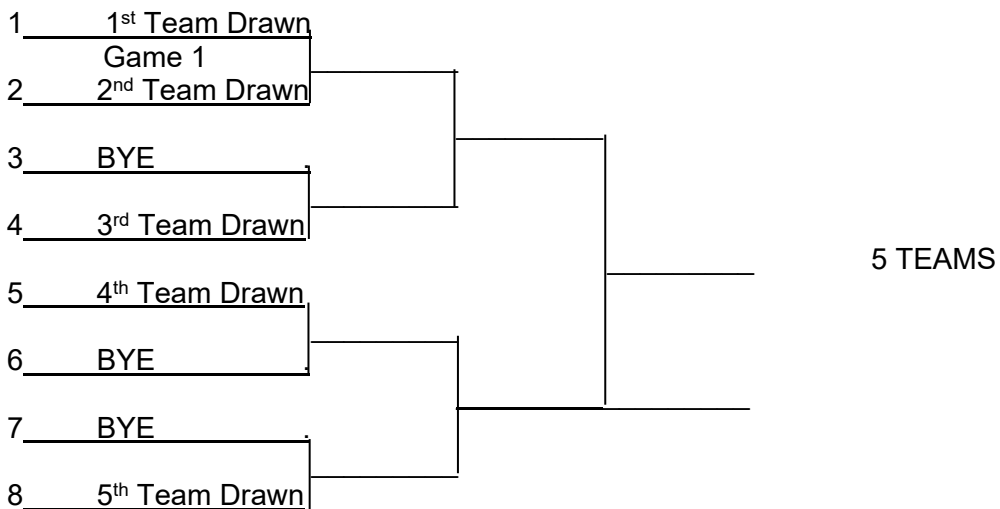 1 1st Team Drawn
Game 1
2 2nd Team Drawn
3 BYE
4 3rd Team Drawn
5 TEAMS
5 4th Team Drawn
6 BYE
7 BYE
8 5th Team Drawn